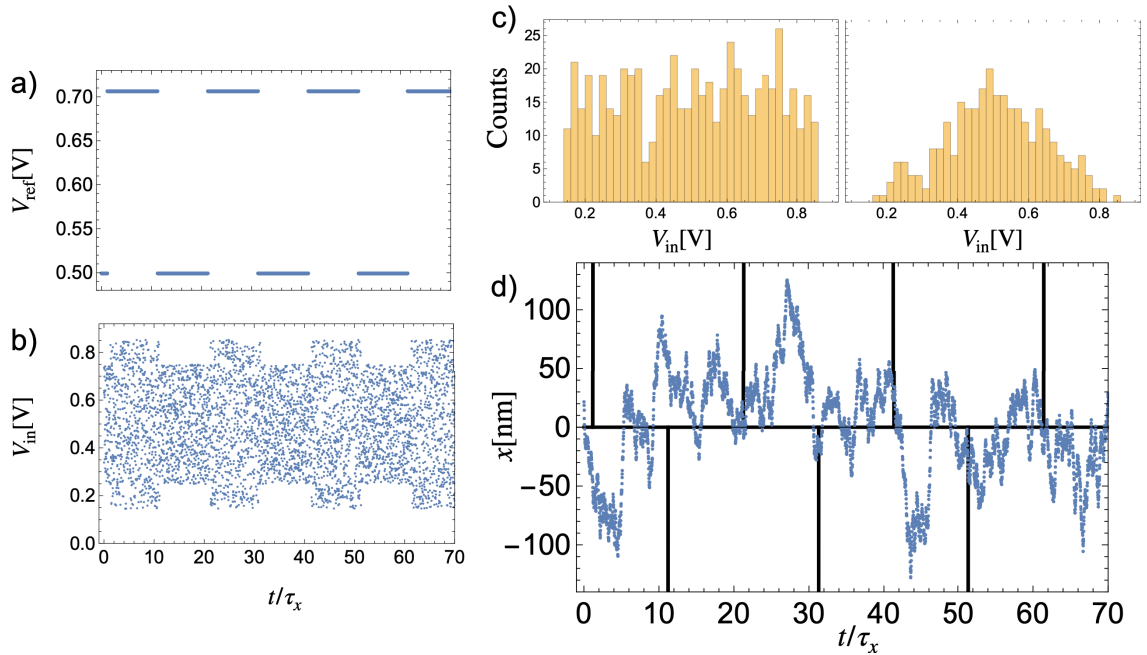 a)
V_ref[V]
0.70
0.65
0.60
0.55
0.50
b)
V_in[V]
0.8
0.6
0.4
0.2
0.0
0 10 20 30 40 50 60 70
t/τ_x
c)
Counts
25
20
15
10
5
0
0.2 0.4 0.6 0.8
V_in[V]
0.2 0.4 0.6 0.8
V_in[V]
d)
x[nm]
100
50
0
−50
−100
0 10 20 30 40 50 60 70
t/τ_x